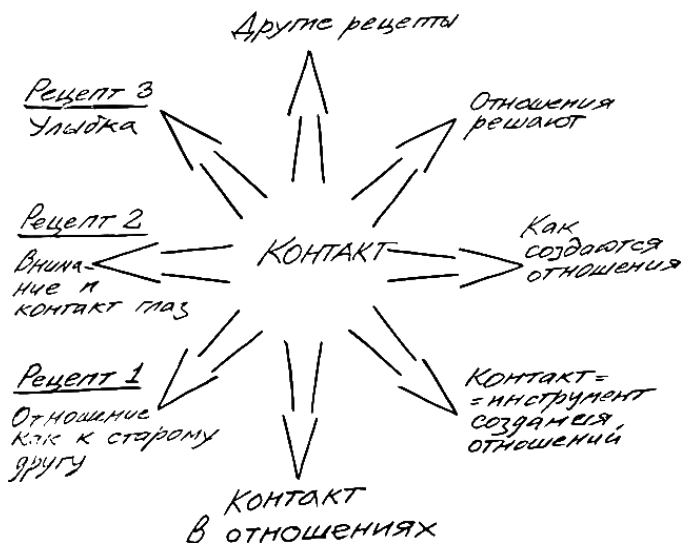 Другие рецепты
Рецепт 3
Улыбка
Отношения
решают
Рецепт 2
Внима-
ние и
контакт глаз
КОНТАКТ
Как
создаются
отношения
Рецепт 1
Отношение
как к старому
другу
Контакт=
=инструмент
создания
отношений
Контакт
в отношениях